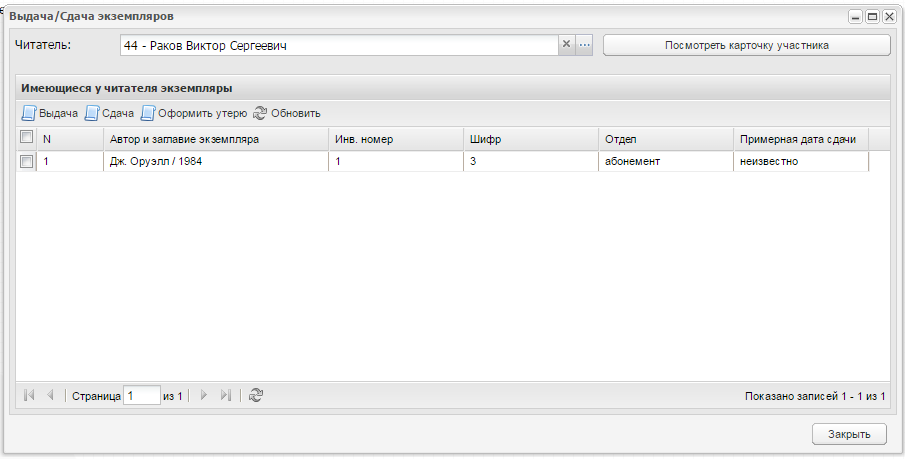 Выдача/Сдача экземпляров
Читатель: 44 - Раков Виктор Сергеевич Посмотреть карточку участника
Имеющиеся у читателя экземпляры
Выдача Сдача Оформить утерю Обновить
N Автор и заглавие экземпляра Инв. номер Шифр Отдел Примерная дата сдачи
1 Дж. Оруэлл / 1984 1 3 абонемент неизвестно
Страница 1 из 1 Показано записей 1 - 1 из 1
Закрыть